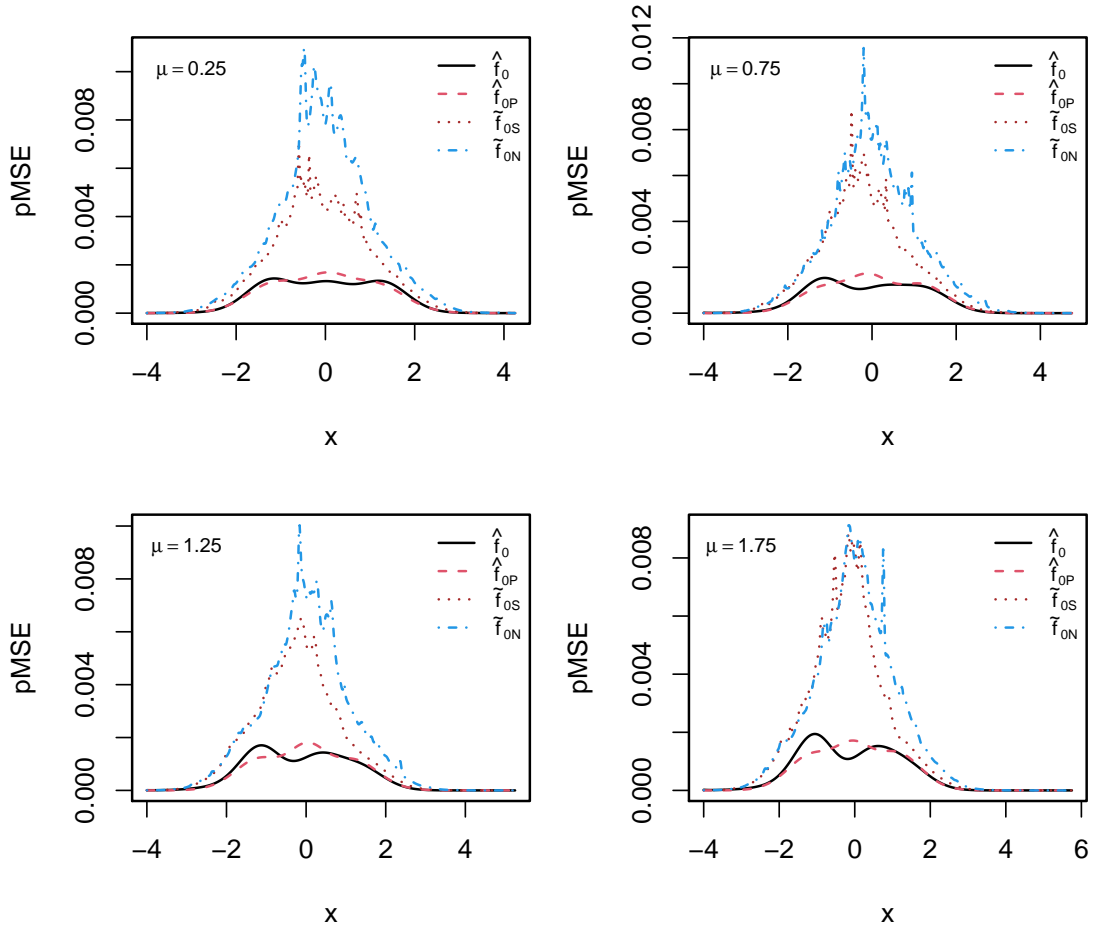 μ = 0.25
f̂₀
f̂₀P
f̃₀S
f̃₀N
pMSE
0.000
0.004
0.008
−4
−2
0
2
4
x
μ = 0.75
f̂₀
f̂₀P
f̃₀S
f̃₀N
pMSE
0.000
0.004
0.008
0.012
−4
−2
0
2
4
x
μ = 1.25
f̂₀
f̂₀P
f̃₀S
f̃₀N
pMSE
0.000
0.004
0.008
−4
−2
0
2
4
x
μ = 1.75
f̂₀
f̂₀P
f̃₀S
f̃₀N
pMSE
0.000
0.004
0.008
−4
−2
0
2
4
6
x